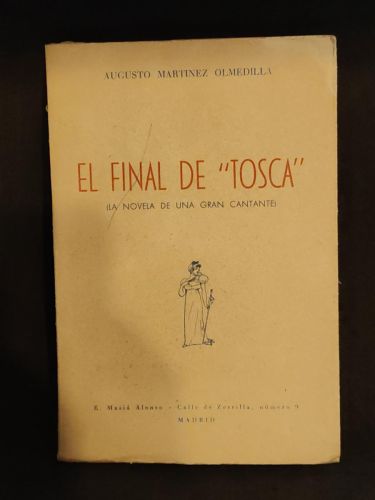 AUGUSTO MARTINEZ OLMEDILLA
EL FINAL DE "TOSCA"
(LA NOVELA DE UNA GRAN CANTANTE)
E. Masiá Alonso - Calle de Zorrilla, número 9
MADRID